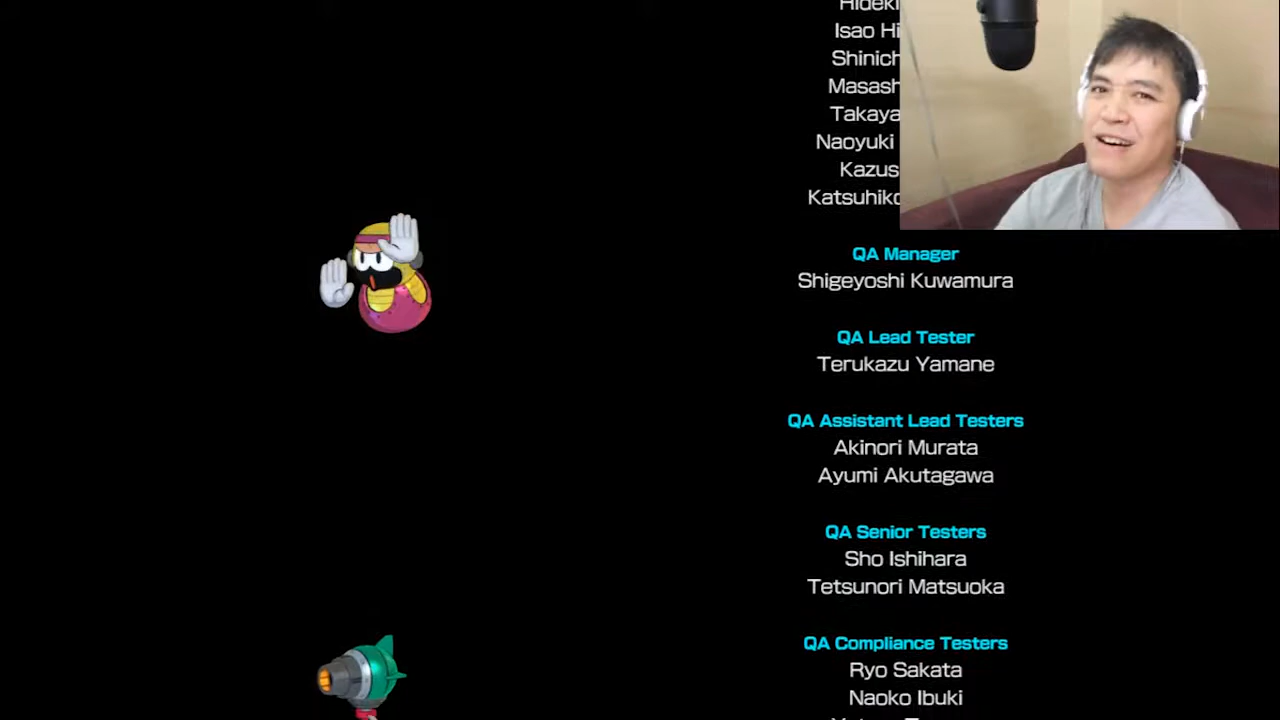 Hideki
Isao Hi
Shinich
Masash
Takaya
Naoyuki
Kazus
Katsuhiko
QA Manager
Shigeyoshi Kuwamura
QA Lead Tester
Terukazu Yamane
QA Assistant Lead Testers
Akinori Murata
Ayumi Akutagawa
QA Senior Testers
Sho Ishihara
Tetsunori Matsuoka
QA Compliance Testers
Ryo Sakata
Naoko Ibuki